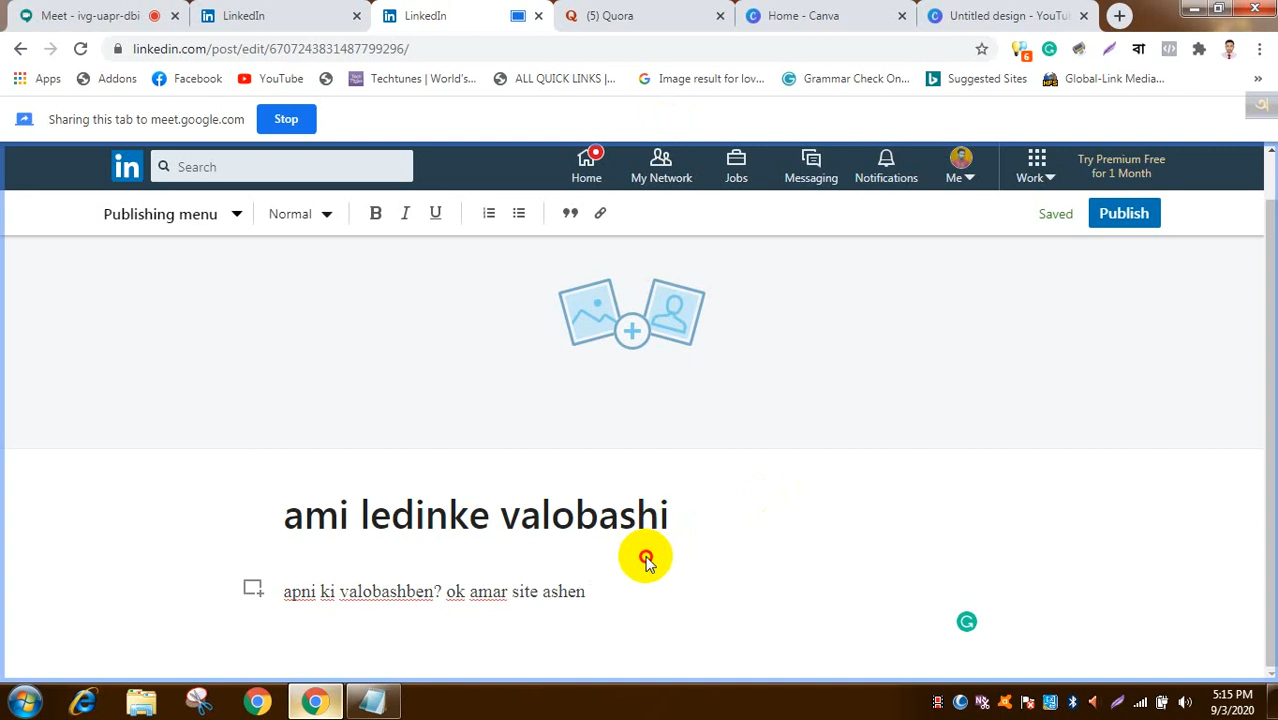 Meet - ivg-uapr-dbi
LinkedIn
LinkedIn
(5) Quora
Home - Canva
Untitled design - YouTu
linkedin.com/post/edit/6707243831487799296/
6
বা
Apps
Addons
Facebook
YouTube
Techtunes | World's...
ALL QUICK LINKS |...
Image result for lov...
Grammar Check On...
Suggested Sites
Global-Link Media...
»
Sharing this tab to meet.google.com
Stop
অ
in
Search
Home
My Network
Jobs
Messaging
Notifications
Me
Work
Try Premium Free
for 1 Month
Publishing menu
Normal
B
I
U
Saved
Publish
ami ledinke valobashi
apni ki valobashben? ok amar site ashen
5:15 PM
9/3/2020